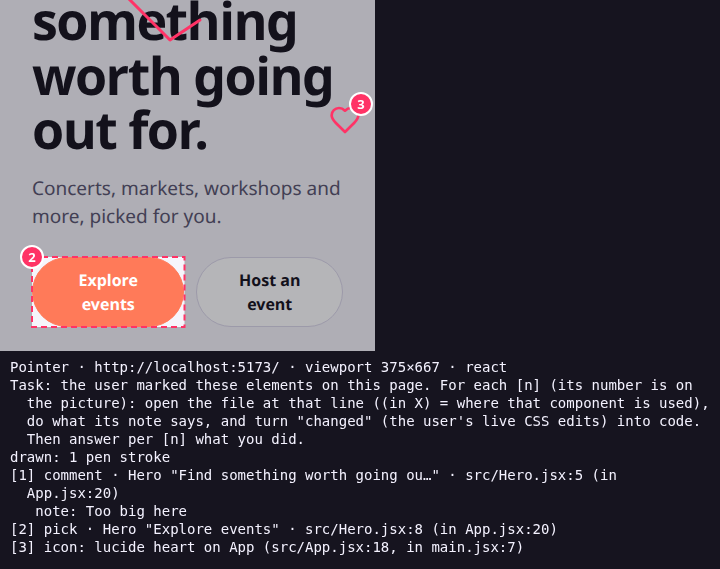 something
worth going
out for.
3
Concerts, markets, workshops and
more, picked for you.
2
Explore
events
Host an
event
Pointer · http://localhost:5173/ · viewport 375×667 · react
Task: the user marked these elements on this page. For each [n] (its number is on
the picture): open the file at that line ((in X) = where that component is used),
do what its note says, and turn "changed" (the user's live CSS edits) into code.
Then answer per [n] what you did.
drawn: 1 pen stroke
[1] comment · Hero "Find something worth going ou…" · src/Hero.jsx:5 (in
App.jsx:20)
note: Too big here
[2] pick · Hero "Explore events" · src/Hero.jsx:8 (in App.jsx:20)
[3] icon: lucide heart on App (src/App.jsx:18, in main.jsx:7)